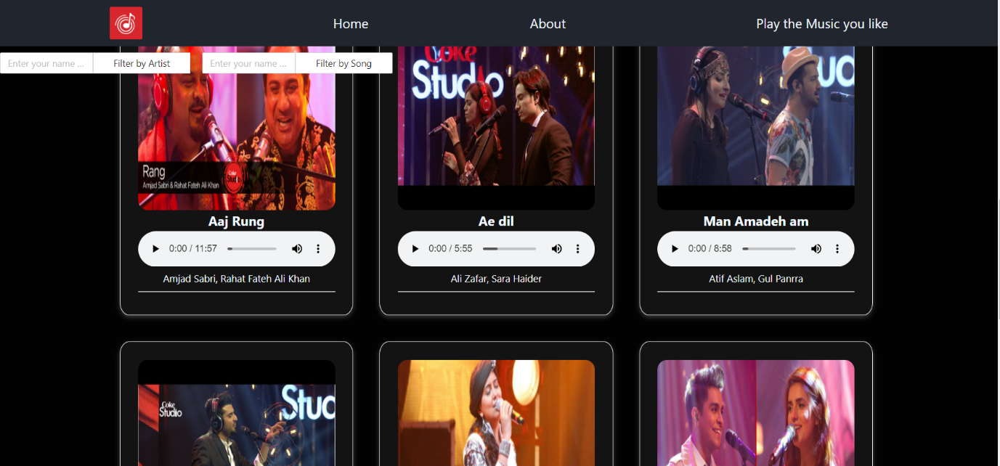 Home
About
Play the Music you like
Enter your name ...
Filter by Artist
Enter your name ...
Filter by Song
Rang
Amjad Sabri & Rahat Fateh Ali Khan
Coke Studio
Coke
Studio
Aaj Rung
0:00 / 11:57
Amjad Sabri, Rahat Fateh Ali Khan
Ae dil
0:00 / 5:55
Ali Zafar, Sara Haider
Man Amadeh am
0:00 / 8:58
Atif Aslam, Gul Panrra
Coke
Studio
Stud